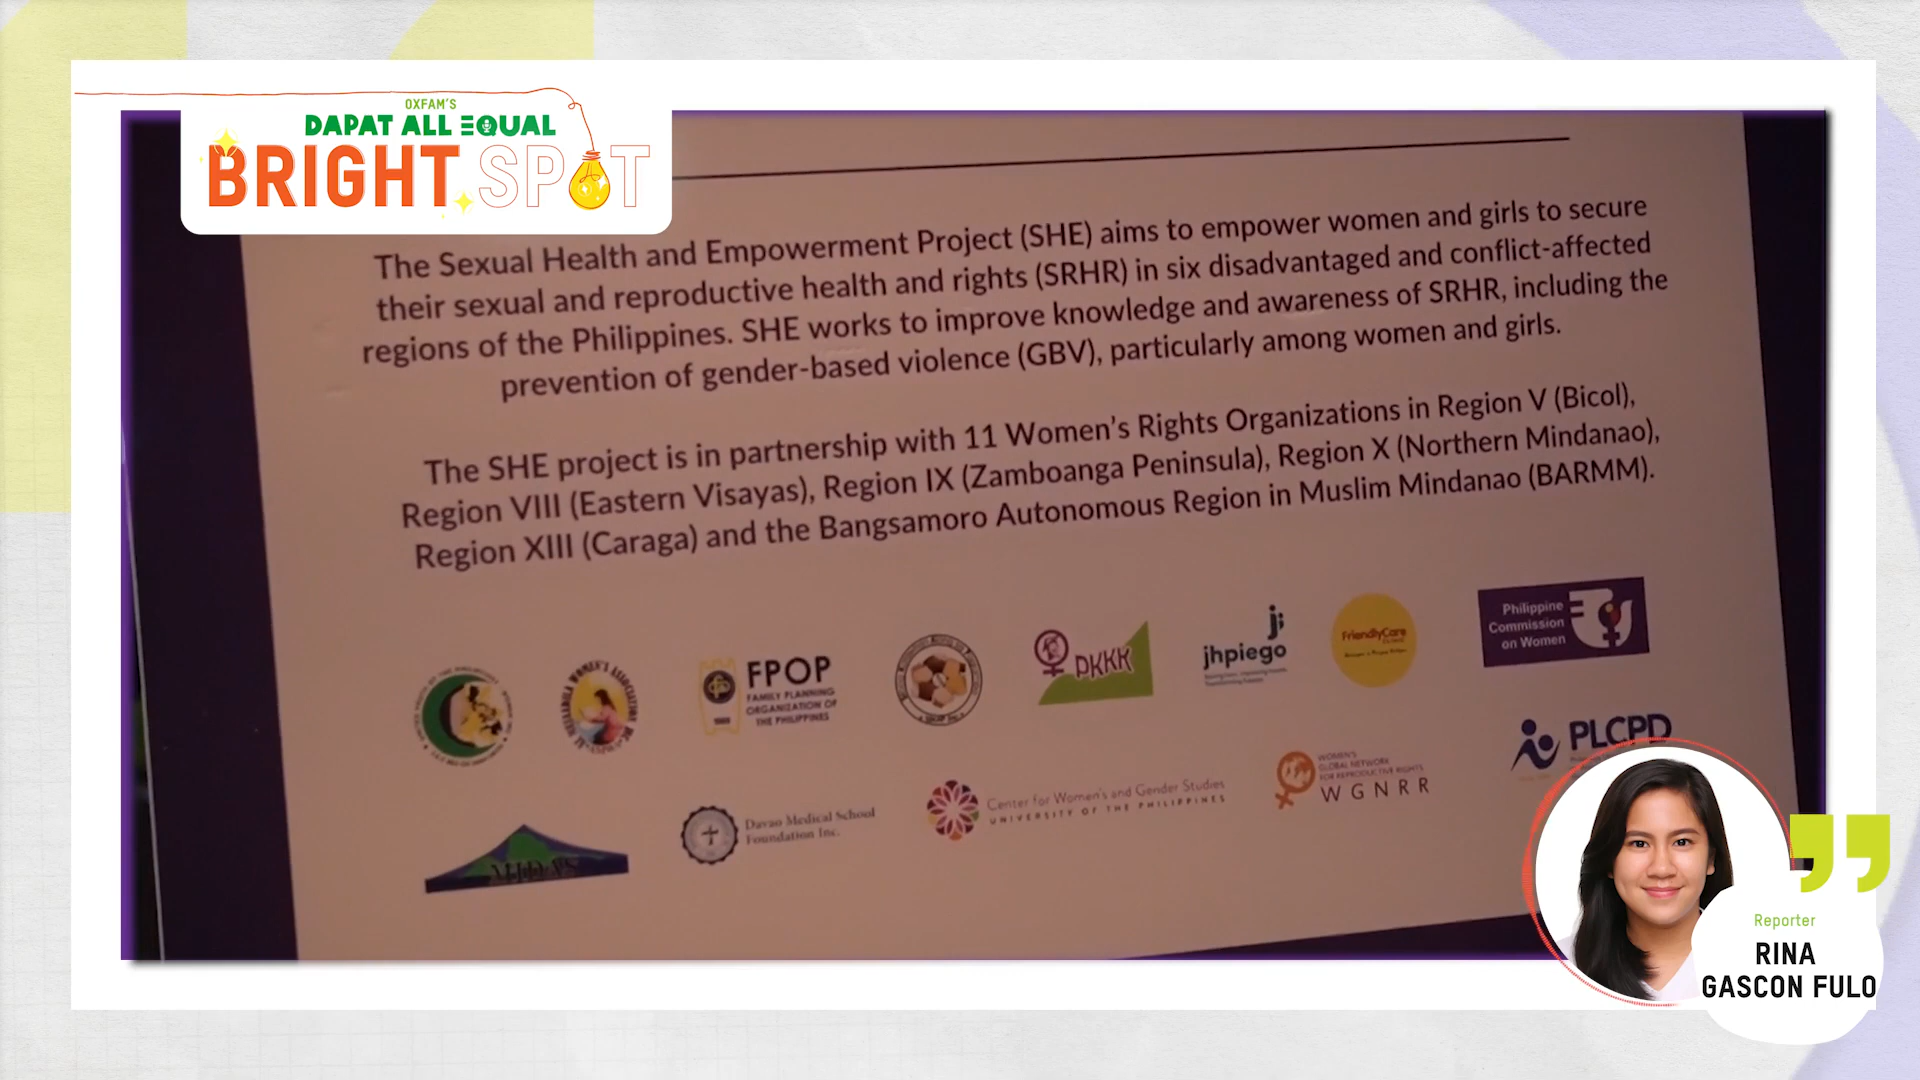 OXFAM'S
DAPAT ALL EQUAL
BRIGHT SPOT
The Sexual Health and Empowerment Project (SHE) aims to empower women and girls to secure
their sexual and reproductive health and rights (SRHR) in six disadvantaged and conflict-affected
regions of the Philippines. SHE works to improve knowledge and awareness of SRHR, including the
prevention of gender-based violence (GBV), particularly among women and girls.
The SHE project is in partnership with 11 Women's Rights Organizations in Region V (Bicol),
Region VIII (Eastern Visayas), Region IX (Zamboanga Peninsula), Region X (Northern Mindanao),
Region XIII (Caraga) and the Bangsamoro Autonomous Region in Muslim Mindanao (BARMM).
FPOP
FAMILY PLANNING
ORGANIZATION OF
THE PHILIPPINES
PKKK
jhpiego
FriendlyCare
Philippine
Commission
on Women
Davao Medical School
Foundation Inc.
Center for Women's and Gender Studies
UNIVERSITY OF THE PHILIPPINES
WOMEN'S
GLOBAL NETWORK
FOR REPRODUCTIVE RIGHTS
WGNRR
PLCPD
Reporter
RINA
GASCON FULO